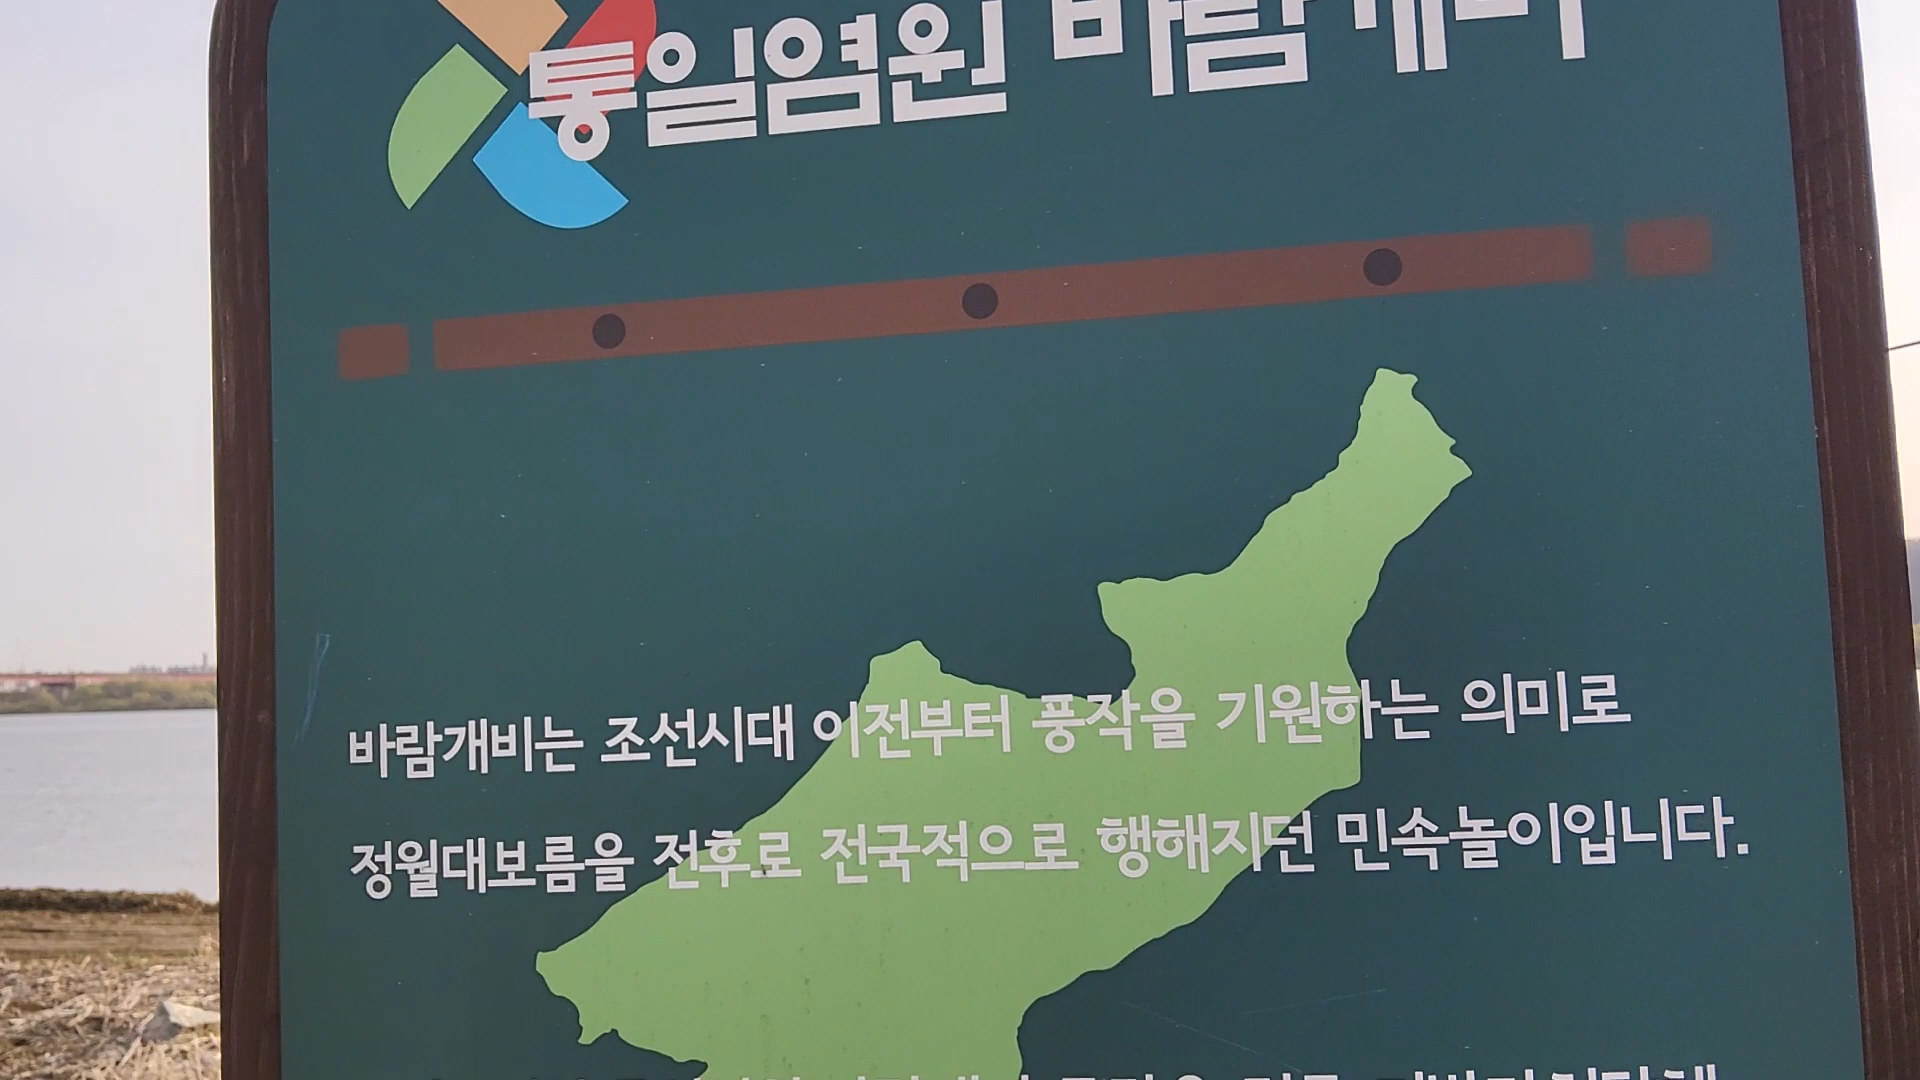 통일염원 바람개비
바람개비는 조선시대 이전부터 풍작을 기원하는 의미로
정월대보름을 전후로 전국적으로 행해지던 민속놀이입니다.